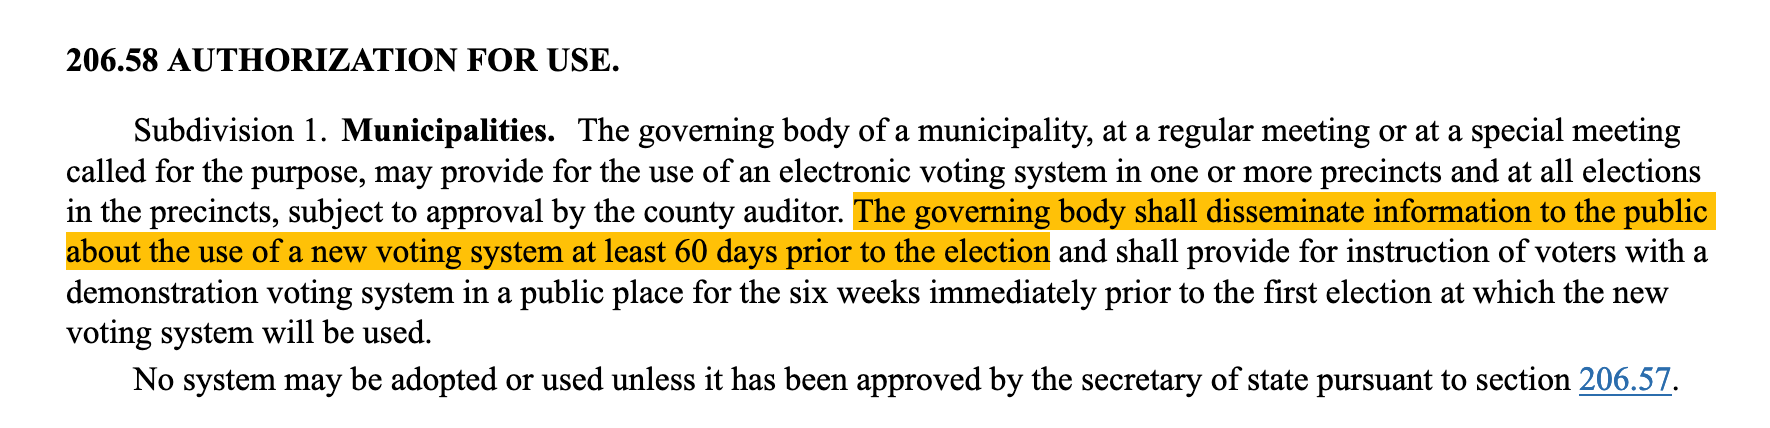 206.58 AUTHORIZATION FOR USE.
Subdivision 1. Municipalities. The governing body of a municipality, at a regular meeting or at a special meeting
called for the purpose, may provide for the use of an electronic voting system in one or more precincts and at all elections
in the precincts, subject to approval by the county auditor. The governing body shall disseminate information to the public
about the use of a new voting system at least 60 days prior to the election and shall provide for instruction of voters with a
demonstration voting system in a public place for the six weeks immediately prior to the first election at which the new
voting system will be used.
No system may be adopted or used unless it has been approved by the secretary of state pursuant to section 206.57.